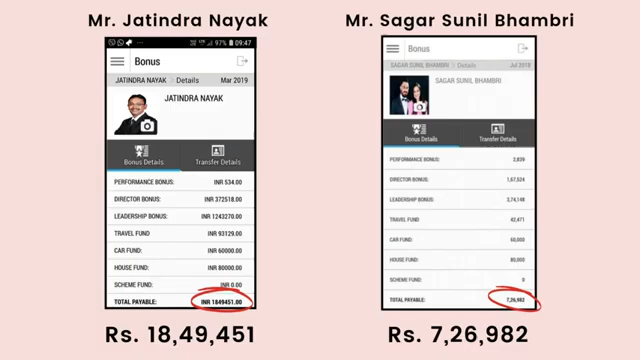 Mr. Jatindra Nayak
97% 09:47
Bonus
JATINDRA NAYAK Details Mar 2019
JATINDRA NAYAK
Bonus Details Transfer Details
PERFORMANCE BONUS: INR 534.00
DIRECTOR BONUS: INR 372518.00
LEADERSHIP BONUS: INR 1243270.00
TRAVEL FUND INR 93129.00
CAR FUND: INR 60000.00
HOUSE FUND: INR 80000.00
SCHEME FUND: INR 0.00
TOTAL PAYABLE: INR 1849451.00
Rs. 18,49,451
Mr. Sagar Sunil Bhambri
Bonus
SAGAR SUNIL BHAMBRI Details Jul 2018
SAGAR SUNIL BHAMBRI
Bonus Details Transfer Details
PERFORMANCE BONUS: 2,839
DIRECTOR BONUS: 1,67,524
LEADERSHIP BONUS: 3,74,148
TRAVEL FUND 42,471
CAR FUND: 60,000
HOUSE FUND: 80,000
SCHEME FUND: 0
TOTAL PAYABLE: 7,26,982
Rs. 7,26,982